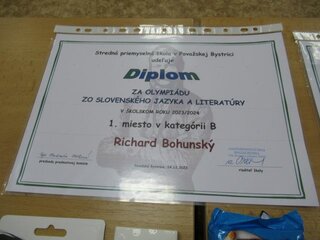 Stredná priemyselná škola v Považskej Bystrici
udeľuje
Diplom
ZA OLYMPIÁDU
ZO SLOVENSKÉHO JAZYKA A LITERATÚRY
V ŠKOLSKOM ROKU 2023/2024
1. miesto v kategórii B
Richard Bohunský
predseda predmetovej komisie
riaditeľ školy